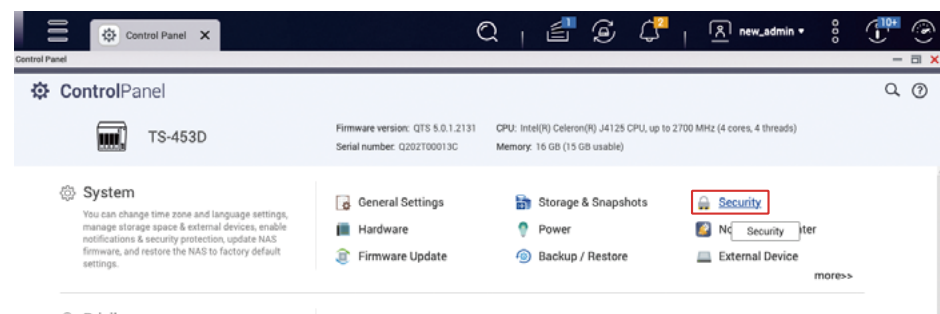 Control Panel
1
2
new_admin
10+
Control Panel
ControlPanel
TS-453D
Firmware version: QTS 5.0.1.2131
CPU: Intel(R) Celeron(R) J4125 CPU, up to 2700 MHz (4 cores, 4 threads)
Serial number: Q202T00013C
Memory: 16 GB (15 GB usable)
System
You can change time zone and language settings,
manage storage space & external devices, enable
notifications & security protection, update NAS
firmware, and restore the NAS to factory default
settings.
General Settings
Storage & Snapshots
Security
Hardware
Power
Security
Firmware Update
Backup / Restore
External Device
more>>